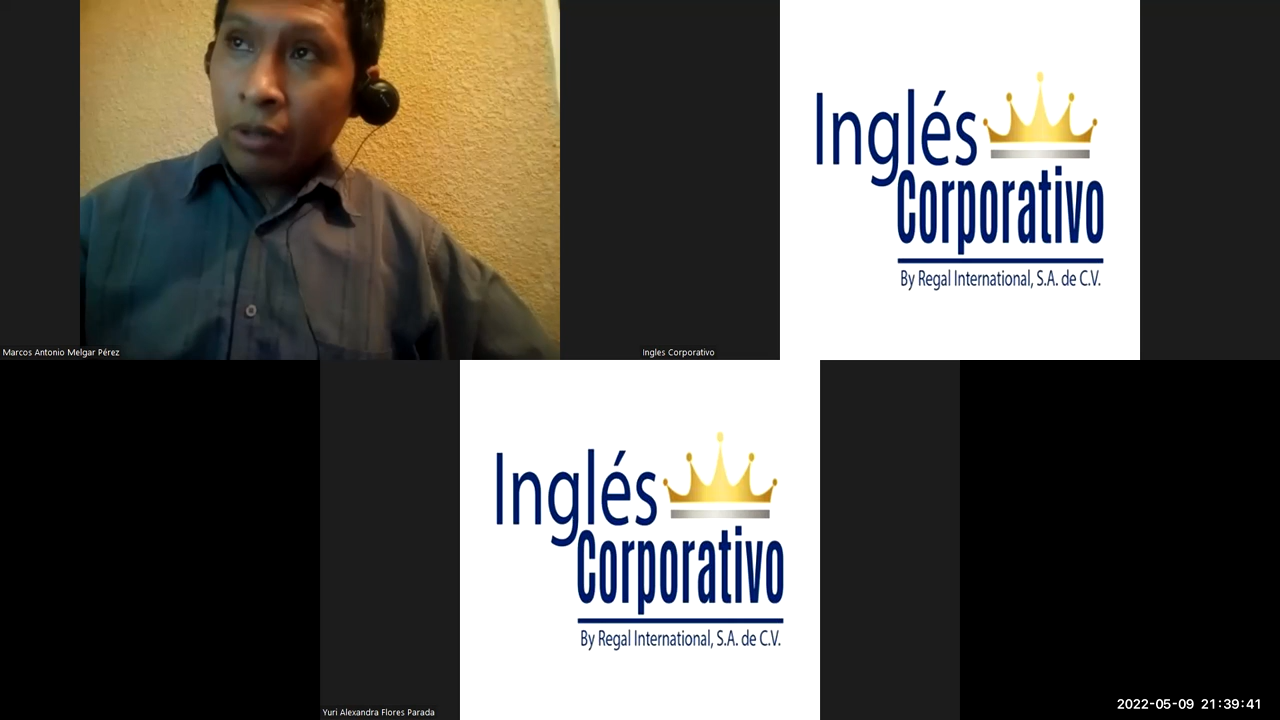 Marcos Antonio Melgar Pérez
Ingles Corporativo
Inglés
Corporativo
By Regal International, S.A. de C.V.
Inglés
Corporativo
By Regal International, S.A. de C.V.
Yuri Alexandra Flores Parada
2022-05-09 21:39:41